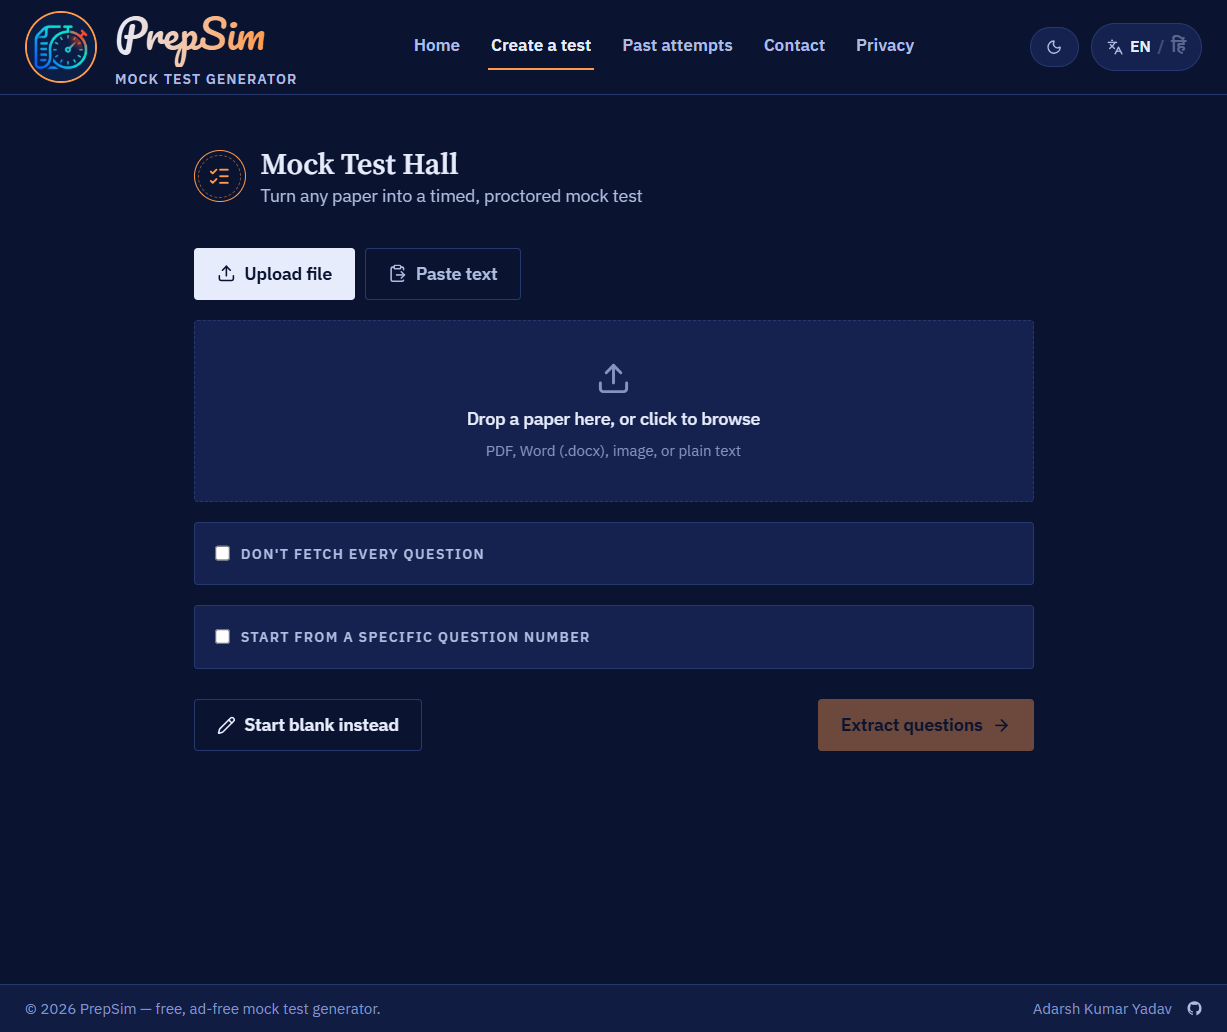 PrepSim
MOCK TEST GENERATOR
Home
Create a test
Past attempts
Contact
Privacy
EN / हिं
Mock Test Hall
Turn any paper into a timed, proctored mock test
Upload file
Paste text
Drop a paper here, or click to browse
PDF, Word (.docx), image, or plain text
DON'T FETCH EVERY QUESTION
START FROM A SPECIFIC QUESTION NUMBER
Start blank instead
Extract questions
© 2026 PrepSim — free, ad-free mock test generator.
Adarsh Kumar Yadav